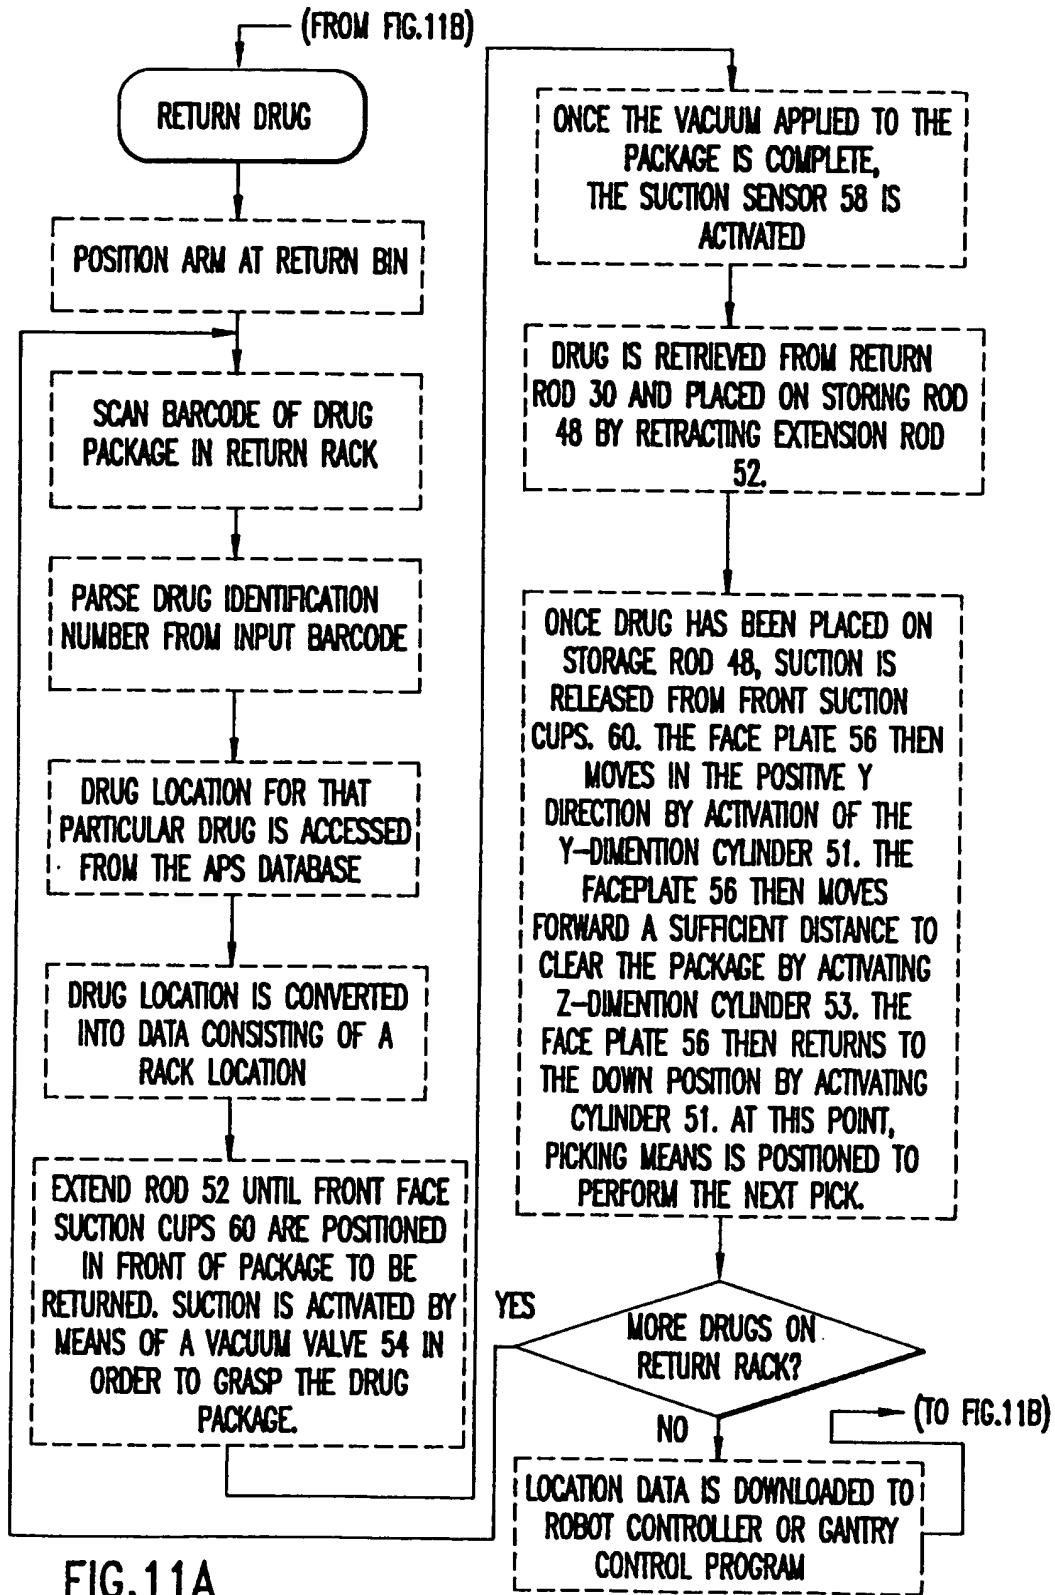 (FROM FIG.11B)
RETURN DRUG
POSITION ARM AT RETURN BIN
SCAN BARCODE OF DRUG
PACKAGE IN RETURN RACK
PARSE DRUG IDENTIFICATION
NUMBER FROM INPUT BARCODE
DRUG LOCATION FOR THAT
PARTICULAR DRUG IS ACCESSED
FROM THE APS DATABASE
DRUG LOCATION IS CONVERTED
INTO DATA CONSISTING OF A
RACK LOCATION
EXTEND ROD 52 UNTIL FRONT FACE
SUCTION CUPS 60 ARE POSITIONED
IN FRONT OF PACKAGE TO BE
RETURNED. SUCTION IS ACTIVATED BY
MEANS OF A VACUUM VALVE 54 IN
ORDER TO GRASP THE DRUG
PACKAGE.
ONCE THE VACUUM APPLIED TO THE
PACKAGE IS COMPLETE,
THE SUCTION SENSOR 58 IS
ACTIVATED
DRUG IS RETRIEVED FROM RETURN
ROD 30 AND PLACED ON STORING ROD
48 BY RETRACTING EXTENSION ROD
52.
ONCE DRUG HAS BEEN PLACED ON
STORAGE ROD 48, SUCTION IS
RELEASED FROM FRONT SUCTION
CUPS. 60. THE FACE PLATE 56 THEN
MOVES IN THE POSITIVE Y
DIRECTION BY ACTIVATION OF THE
Y-DIMENTION CYLINDER 51. THE
FACEPLATE 56 THEN MOVES
FORWARD A SUFFICIENT DISTANCE TO
CLEAR THE PACKAGE BY ACTIVATING
Z-DIMENTION CYLINDER 53. THE
FACE PLATE 56 THEN RETURNS TO
THE DOWN POSITION BY ACTIVATING
CYLINDER 51. AT THIS POINT,
PICKING MEANS IS POSITIONED TO
PERFORM THE NEXT PICK.
YES
MORE DRUGS ON
RETURN RACK?
NO
(TO FIG.11B)
LOCATION DATA IS DOWNLOADED TO
ROBOT CONTROLLER OR GANTRY
CONTROL PROGRAM
FIG.11A